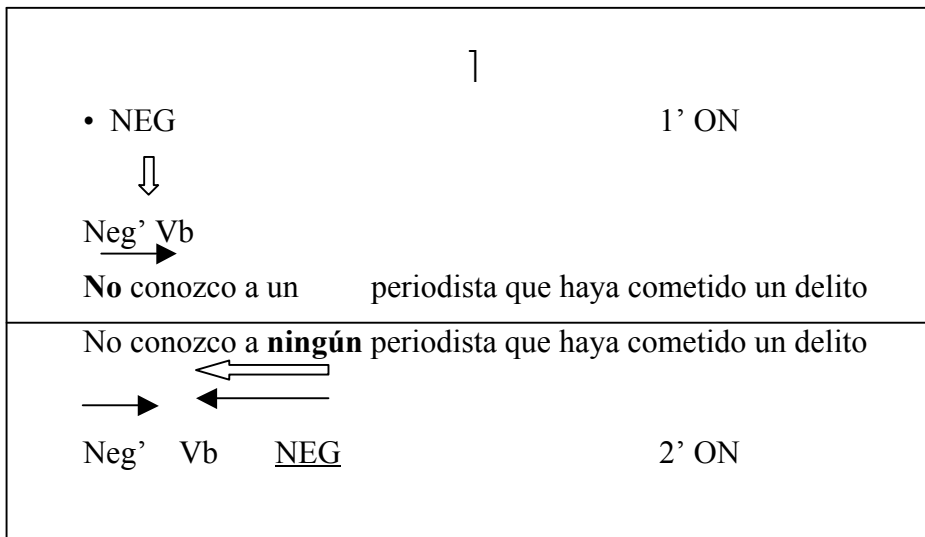 ˥
• NEG 1’ ON
⇩
Neg’ Vb
No conozco a un periodista que haya cometido un delito
No conozco a ningún periodista que haya cometido un delito
Neg’ Vb NEG 2’ ON